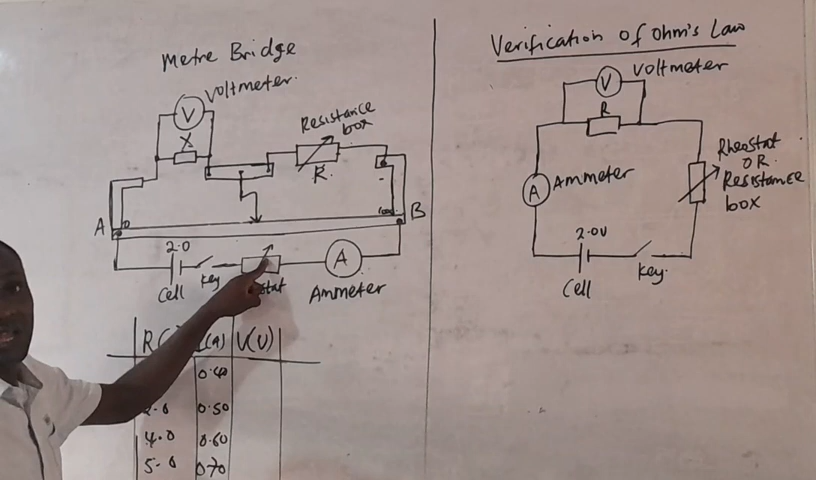 Metre Bridge
Voltmeter.
V
X
Resistance
box
R.
A
B
2.0
Cell
Key
A
Ammeter
V(V)
0.40
0.50
4.0 0.60
5.0 0.70
Verification of Ohm's Law
Voltmeter
V
R
A Ammeter
Rheostat
OR
Resistance
box
2.0V
Cell
Key.